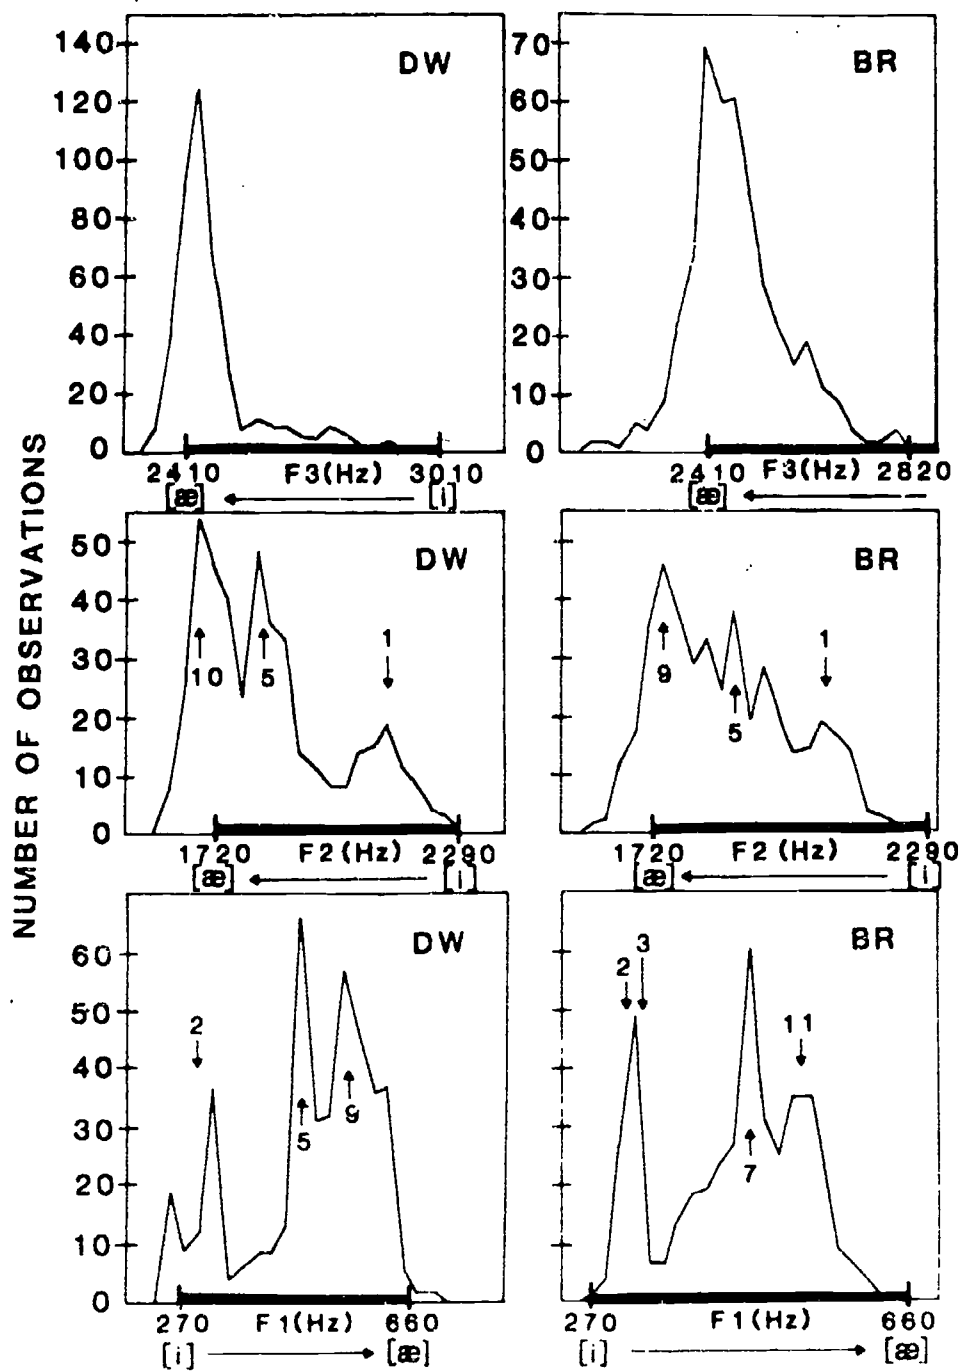 NUMBER OF OBSERVATIONS
DW
140
120
100
80
60
40
20
0
2410 F3(Hz) 3010
[æ] [i]
BR
70
60
50
40
30
20
10
0
2410 F3(Hz) 2820
[æ]
DW
50
40
30
20
10
0
10
5
1
1720 F2(Hz) 2290
[æ] [i]
BR
9
5
1
1720 F2(Hz) 2290
[æ] [i]
DW
60
50
40
30
20
10
0
2
5
9
270 F1(Hz) 660
[i] [æ]
BR
3
2
11
7
270 F1(Hz) 660
[i] [æ]